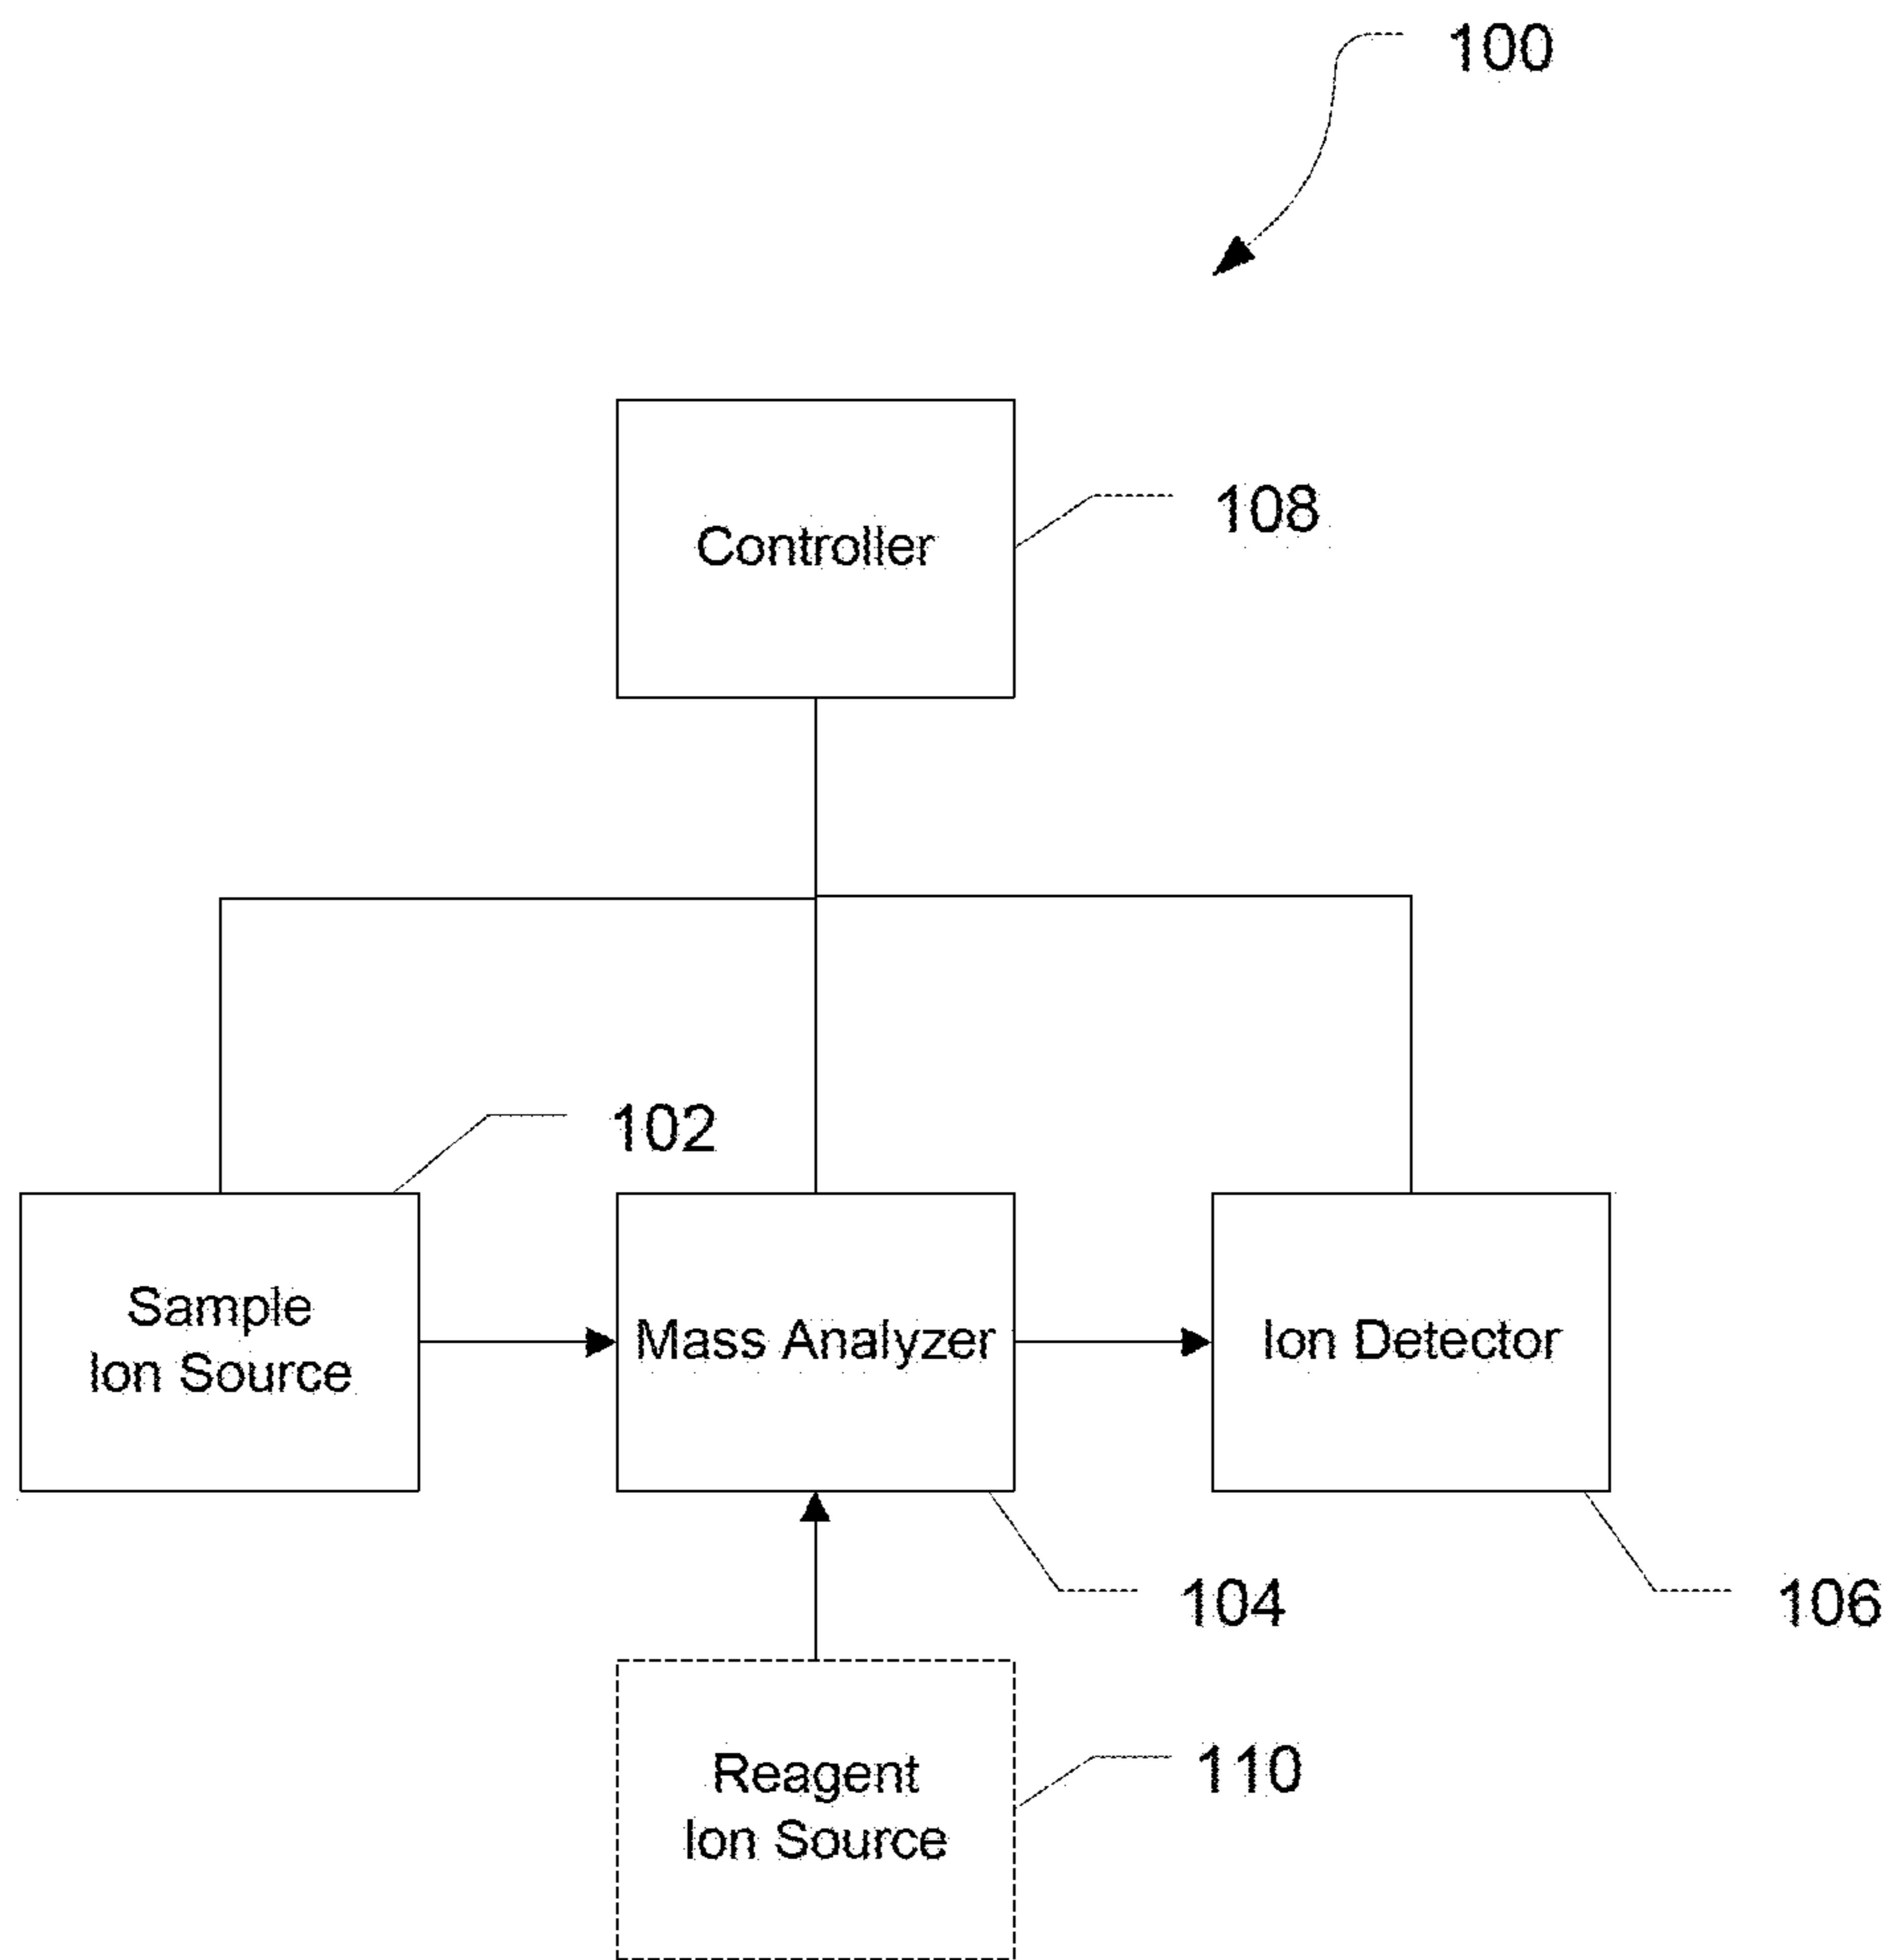 100
Controller
108
102
Sample
Ion Source
Mass Analyzer
Ion Detector
104
106
Reagent
Ion Source
110